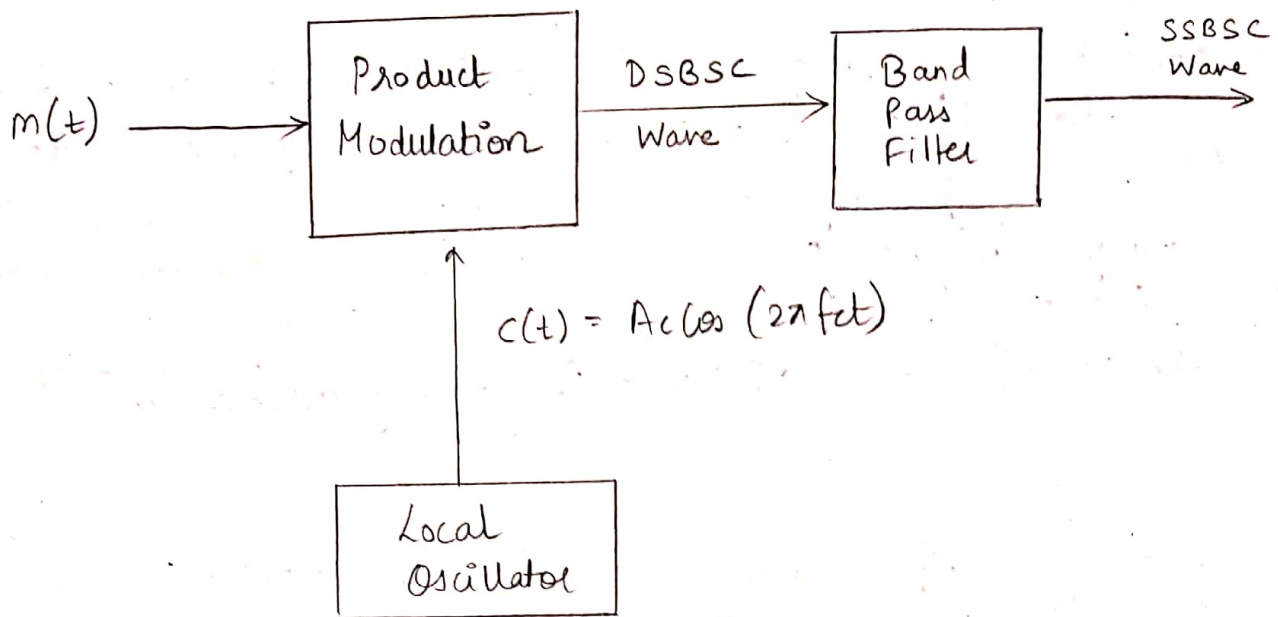 m(t)
Product
Modulation
DSBSC
Wave
Band
Pass
Filter
SSBSC
Wave
c(t) = Ac Cos (2π fct)
Local
Oscillator